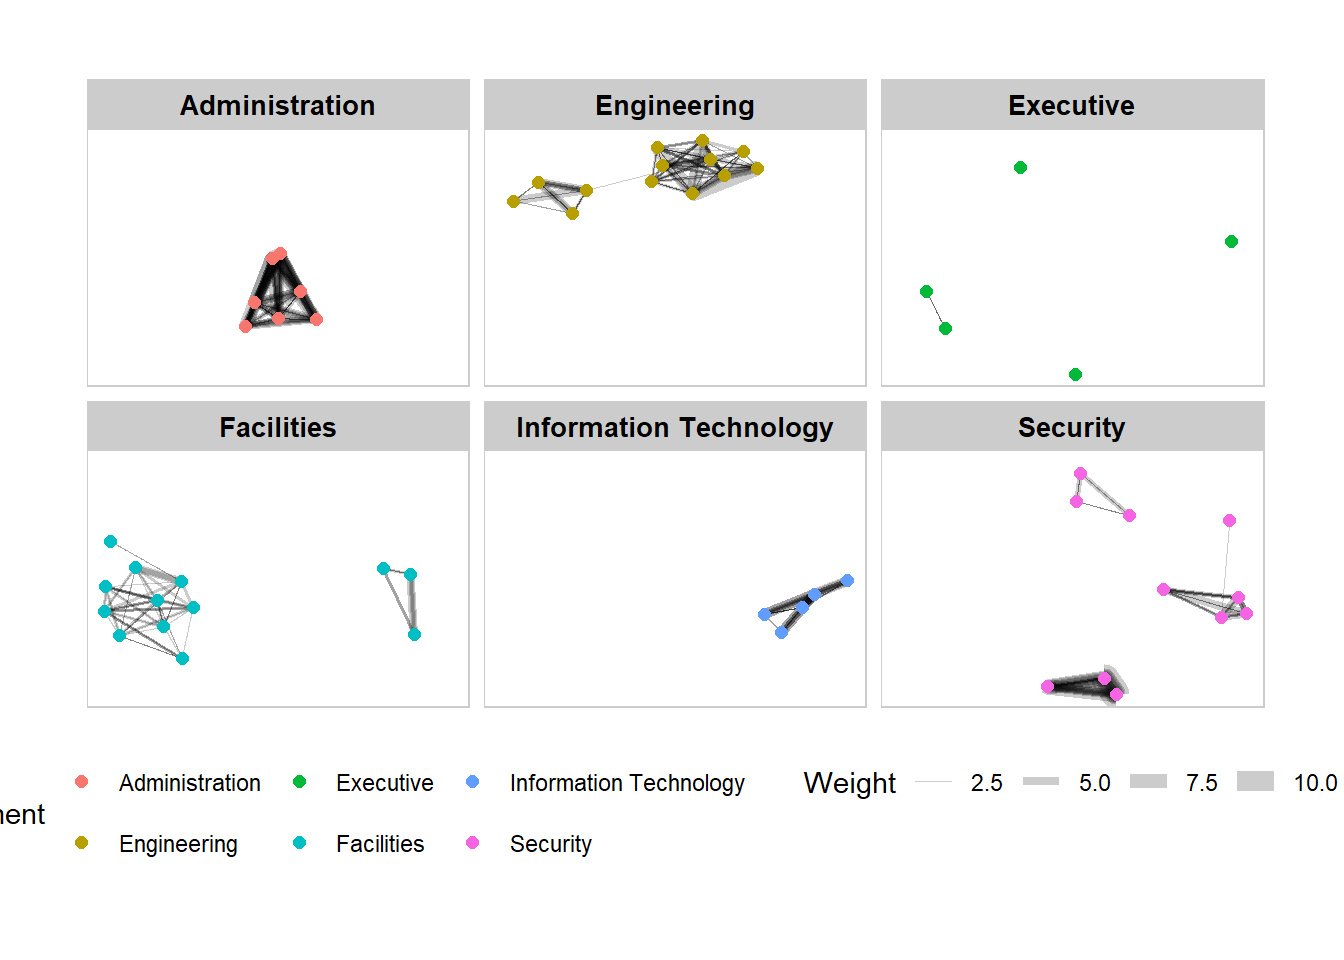 Administration Engineering Executive
Facilities Information Technology Security
Administration Executive Information Technology Weight 2.5 5.0 7.5 10.0
ment
Engineering Facilities Security